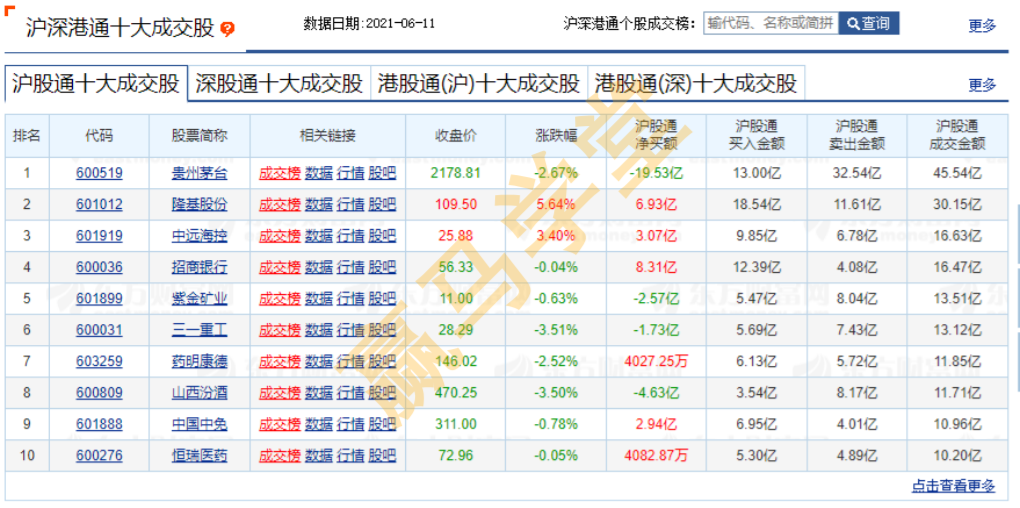 沪深港通十大成交股 ?
数据日期:2021-06-11
沪深港通个股成交榜：
输代码、名称或简拼
查询
更多
沪股通十大成交股 深股通十大成交股 港股通(沪)十大成交股 港股通(深)十大成交股 更多
排名 代码 股票简称 相关链接 收盘价 涨跌幅 沪股通净买额 沪股通买入金额 沪股通卖出金额 沪股通成交金额
1 600519 贵州茅台 成交榜 数据 行情 股吧 2178.81 -2.67% -19.53亿 13.00亿 32.54亿 45.54亿
2 601012 隆基股份 成交榜 数据 行情 股吧 109.50 5.64% 6.93亿 18.54亿 11.61亿 30.15亿
3 601919 中远海控 成交榜 数据 行情 股吧 25.88 3.40% 3.07亿 9.85亿 6.78亿 16.63亿
4 600036 招商银行 成交榜 数据 行情 股吧 56.33 -0.04% 8.31亿 12.39亿 4.08亿 16.47亿
5 601899 紫金矿业 成交榜 数据 行情 股吧 11.00 -0.63% -2.57亿 5.47亿 8.04亿 13.51亿
6 600031 三一重工 成交榜 数据 行情 股吧 28.29 -3.51% -1.73亿 5.69亿 7.43亿 13.12亿
7 603259 药明康德 成交榜 数据 行情 股吧 146.02 -2.52% 4027.25万 6.13亿 5.72亿 11.85亿
8 600809 山西汾酒 成交榜 数据 行情 股吧 470.25 -3.50% -4.63亿 3.54亿 8.17亿 11.71亿
9 601888 中国中免 成交榜 数据 行情 股吧 311.00 -0.78% 2.94亿 6.95亿 4.01亿 10.96亿
10 600276 恒瑞医药 成交榜 数据 行情 股吧 72.96 -0.05% 4082.87万 5.30亿 4.89亿 10.20亿
点击查看更多
赢马学堂